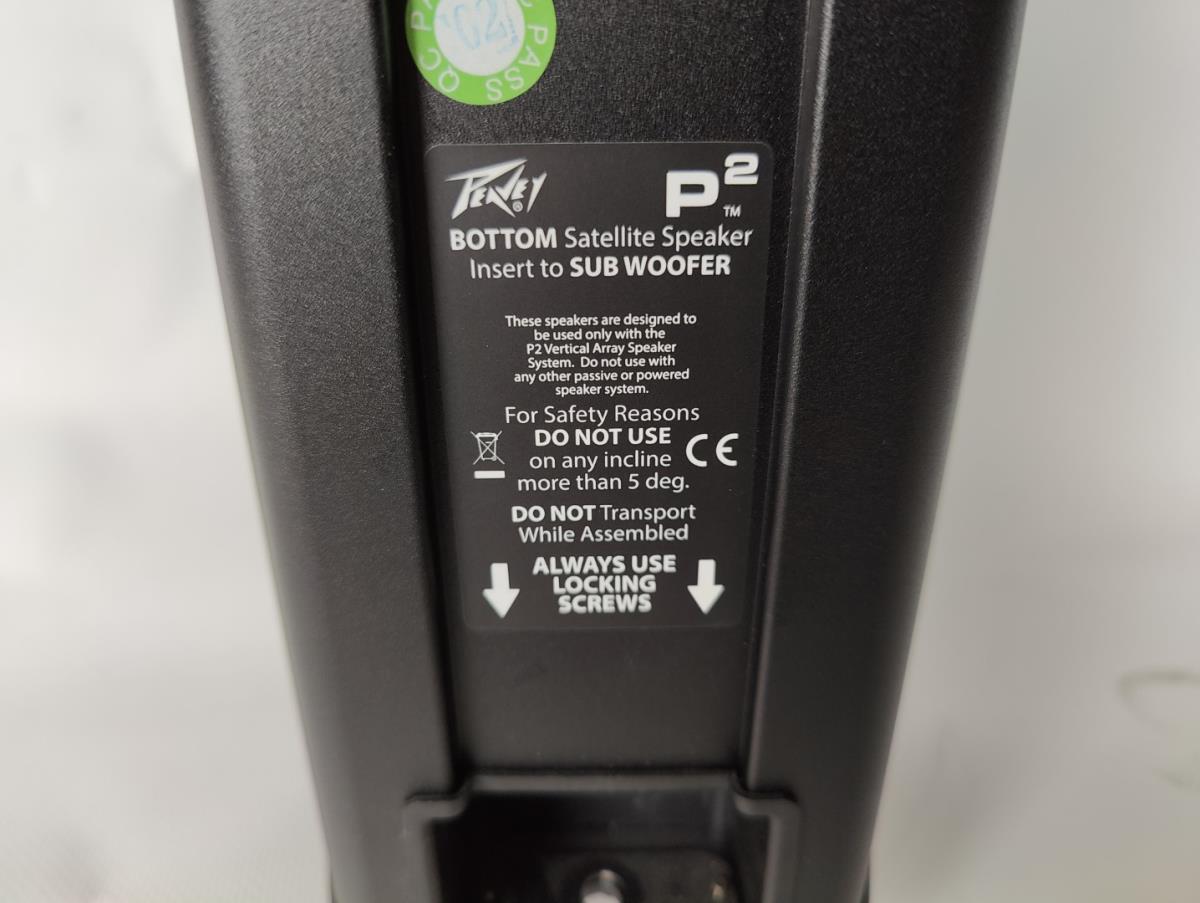 QC PASS
PEAVEY®
P2™
BOTTOM Satellite Speaker
Insert to SUB WOOFER
These speakers are designed to
be used only with the
P2 Vertical Array Speaker
System. Do not use with
any other passive or powered
speaker system.
For Safety Reasons
DO NOT USE
on any incline
more than 5 deg.
CE
DO NOT Transport
While Assembled
ALWAYS USE
LOCKING
SCREWS